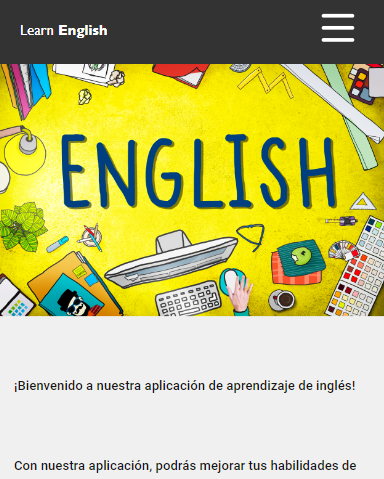 Learn English
ENGLISH
¡Bienvenido a nuestra aplicación de aprendizaje de inglés!
Con nuestra aplicación, podrás mejorar tus habilidades de